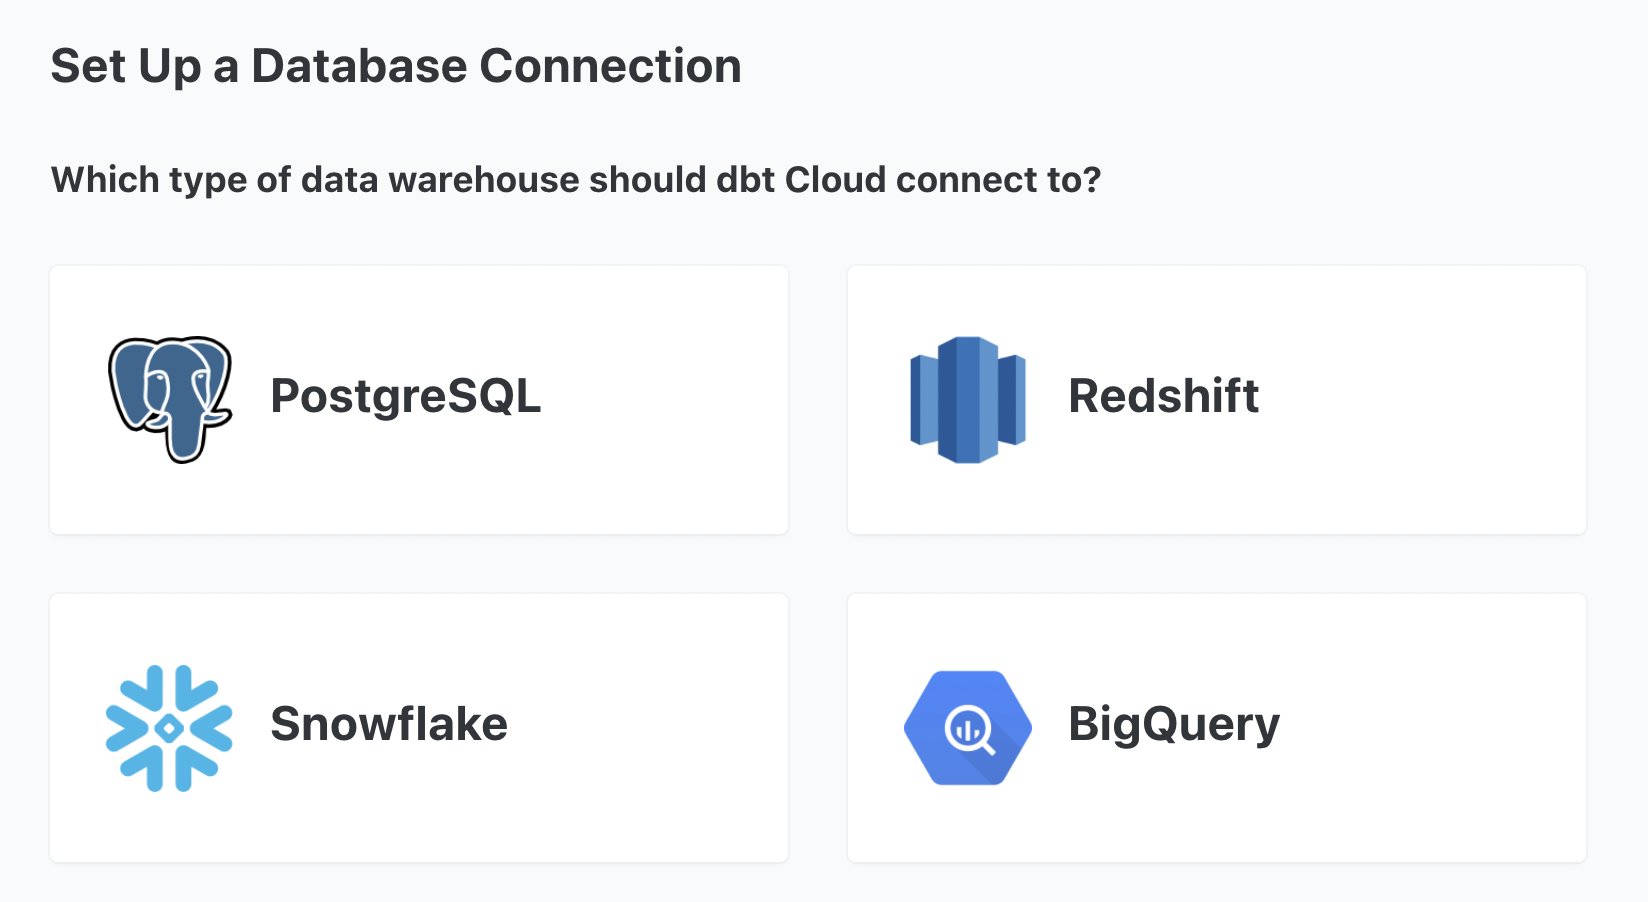 Set Up a Database Connection
Which type of data warehouse should dbt Cloud connect to?
PostgreSQL
Redshift
Snowflake
BigQuery